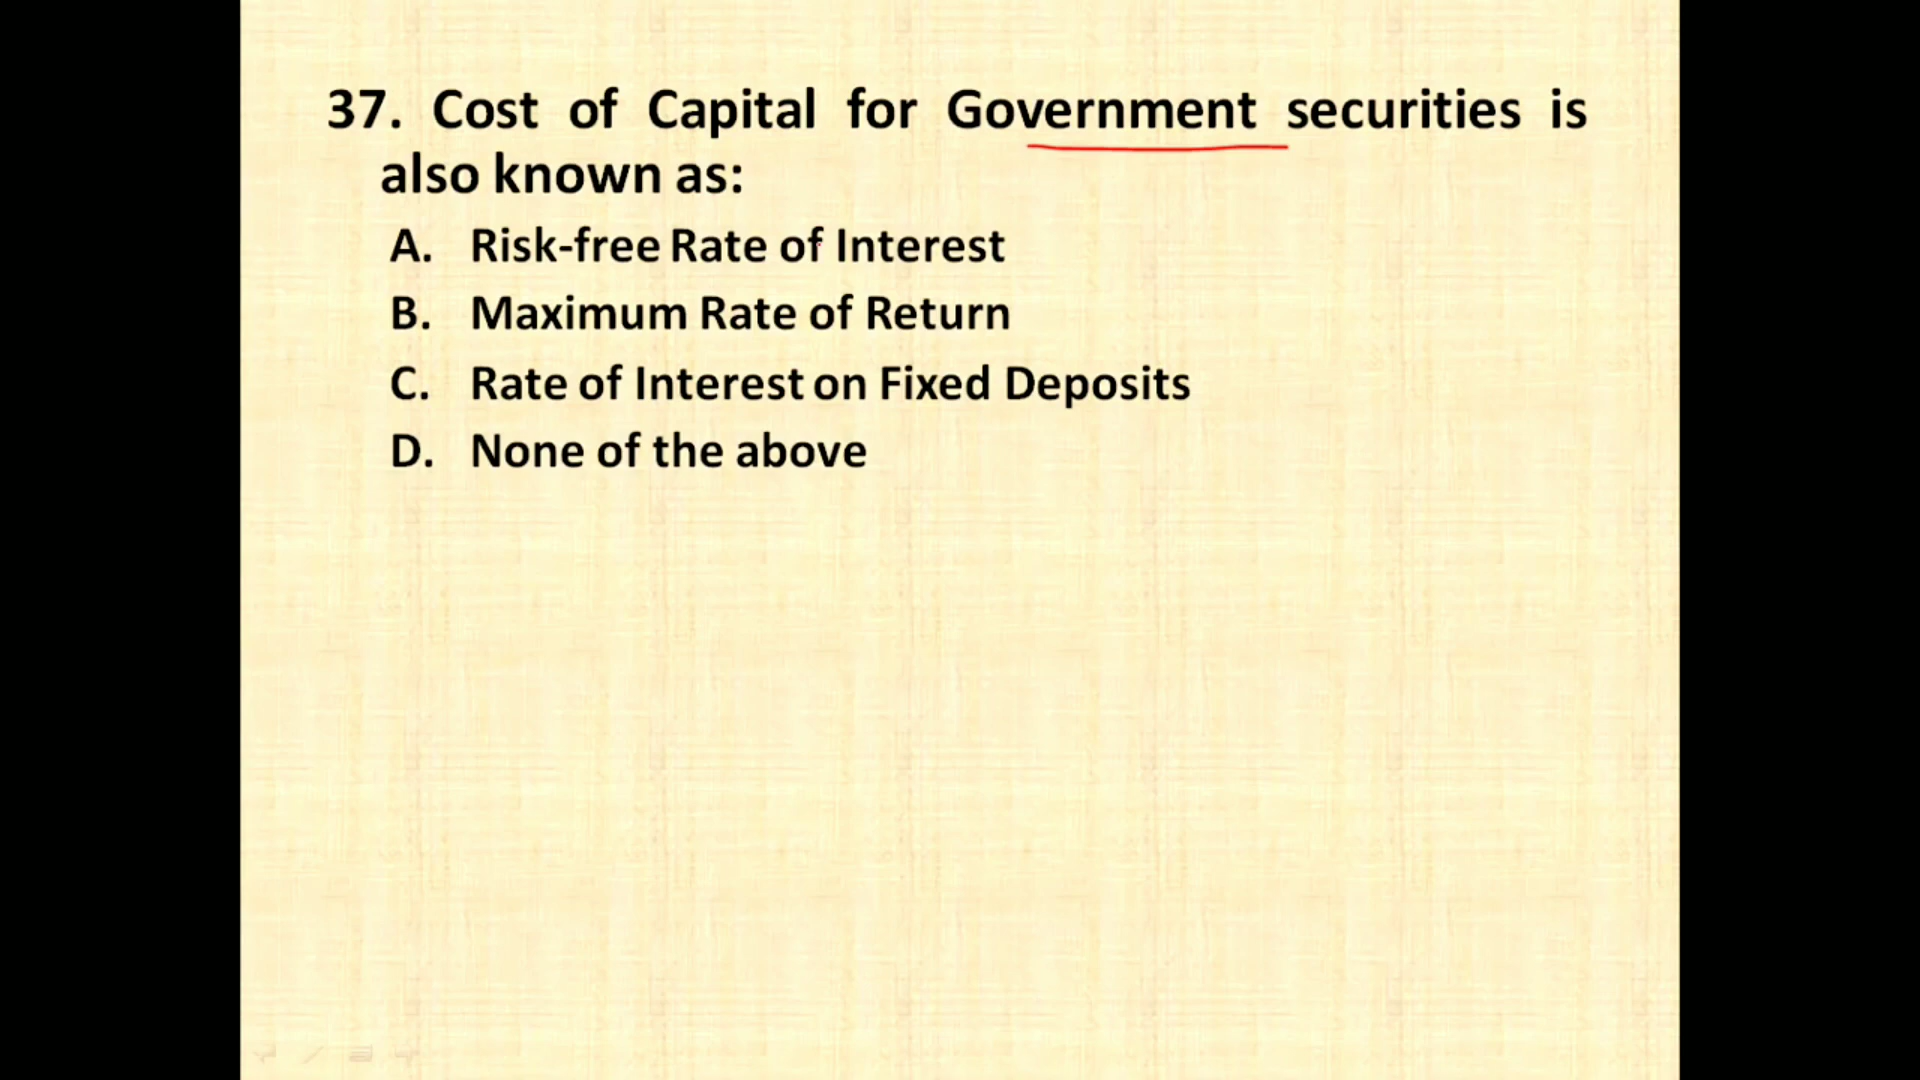 37. Cost of Capital for Government securities is
also known as:
A. Risk-free Rate of Interest
B. Maximum Rate of Return
C. Rate of Interest on Fixed Deposits
D. None of the above